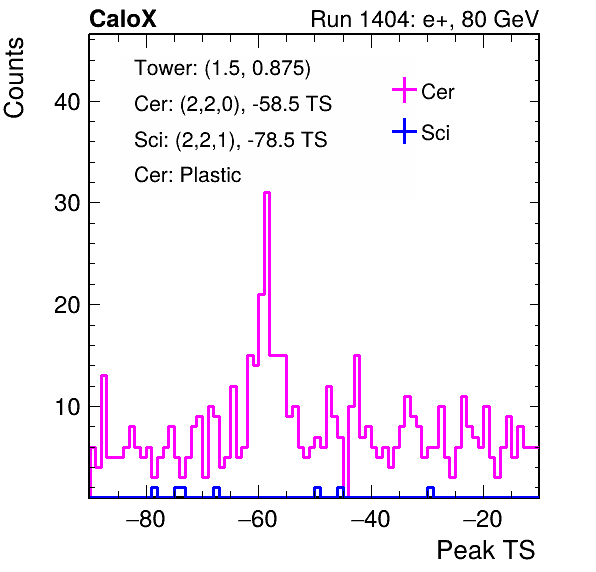 CaloX Run 1404: e+, 80 GeV
Counts
Tower: (1.5, 0.875)
Cer: (2,2,0), -58.5 TS
Sci: (2,2,1), -78.5 TS
Cer: Plastic
Cer
Sci
40
30
20
10
−80 −60 −40 −20
Peak TS